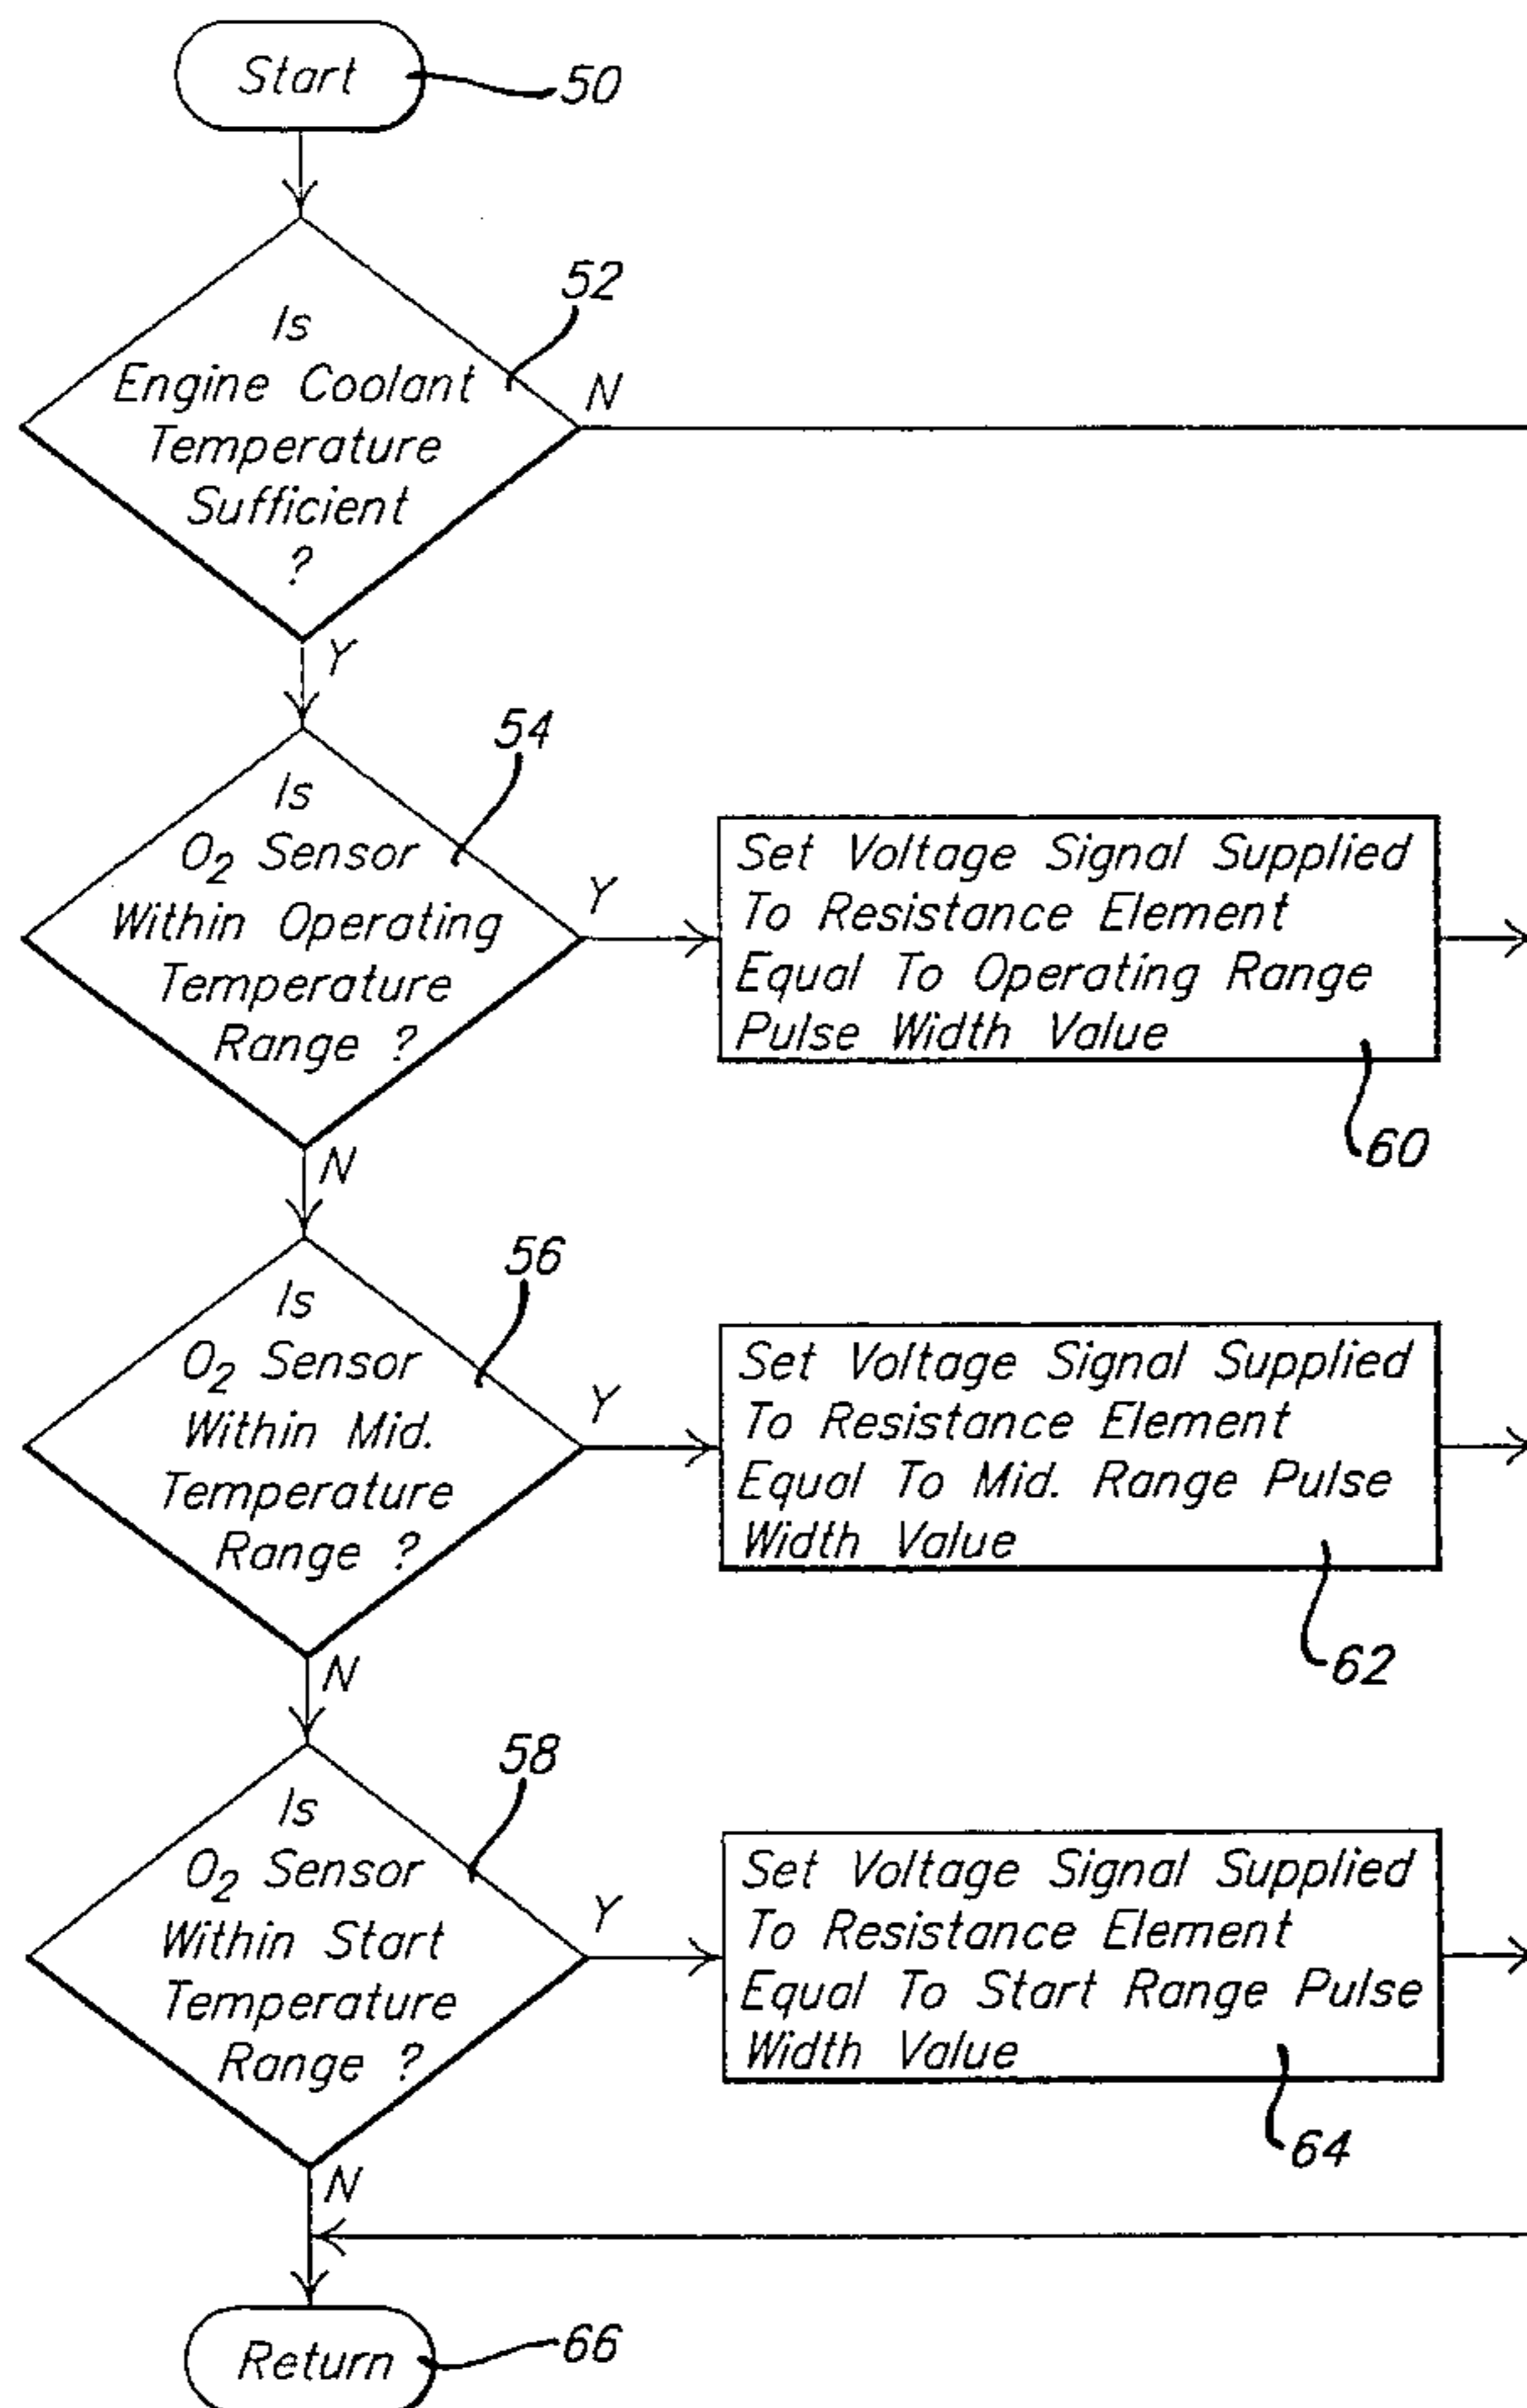 Start
50
52
Is
Engine Coolant
Temperature
Sufficient
?
N
Y
54
Is
O₂ Sensor
Within Operating
Temperature
Range ?
Y
Set Voltage Signal Supplied
To Resistance Element
Equal To Operating Range
Pulse Width Value
60
N
56
Is
O₂ Sensor
Within Mid.
Temperature
Range ?
Y
Set Voltage Signal Supplied
To Resistance Element
Equal To Mid. Range Pulse
Width Value
62
N
58
Is
O₂ Sensor
Within Start
Temperature
Range ?
Y
Set Voltage Signal Supplied
To Resistance Element
Equal To Start Range Pulse
Width Value
64
N
Return
66